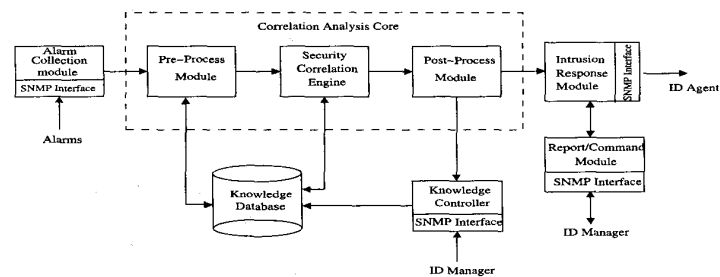 Correlation Analysis Core
Alarm
Collection
module
SNMP Interface
Alarms
Pre-Process
Module
Security
Correlation
Engine
Post-Process
Module
Intrusion
Response
Module
SNMP Interface
ID Agent
Report/Command
Module
SNMP Interface
ID Manager
Knowledge
Database
Knowledge
Controller
SNMP Interface
ID Manager